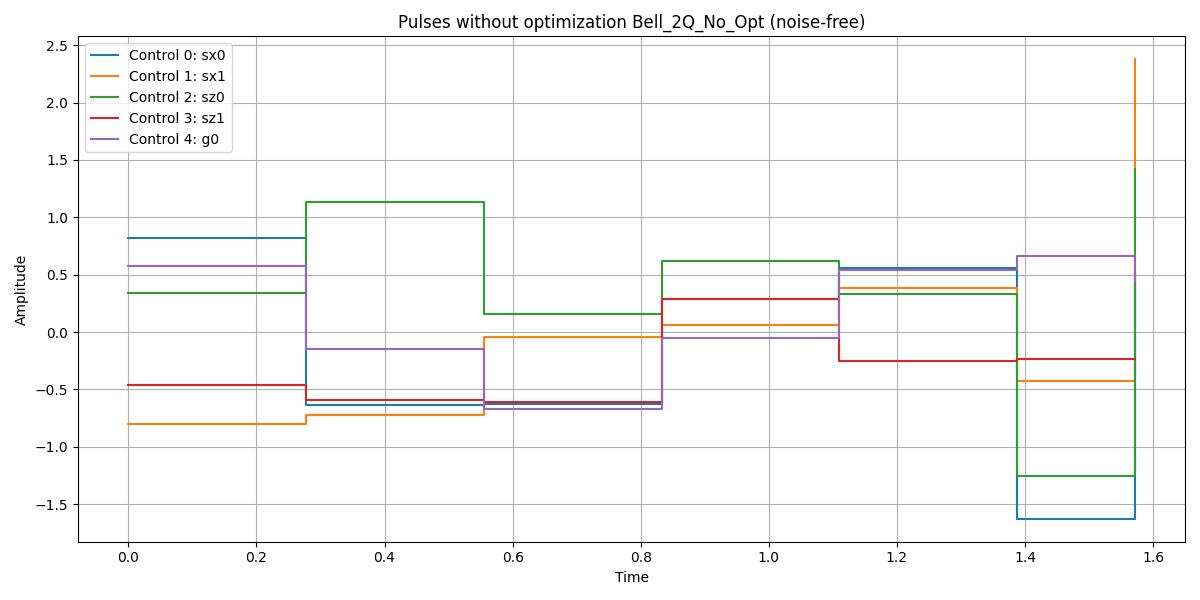 Pulses without optimization Bell_2Q_No_Opt (noise-free)
Control 0: sx0
Control 1: sx1
Control 2: sz0
Control 3: sz1
Control 4: g0
Amplitude
2.5
2.0
1.5
1.0
0.5
0.0
−0.5
−1.0
−1.5
0.0 0.2 0.4 0.6 0.8 1.0 1.2 1.4 1.6
Time